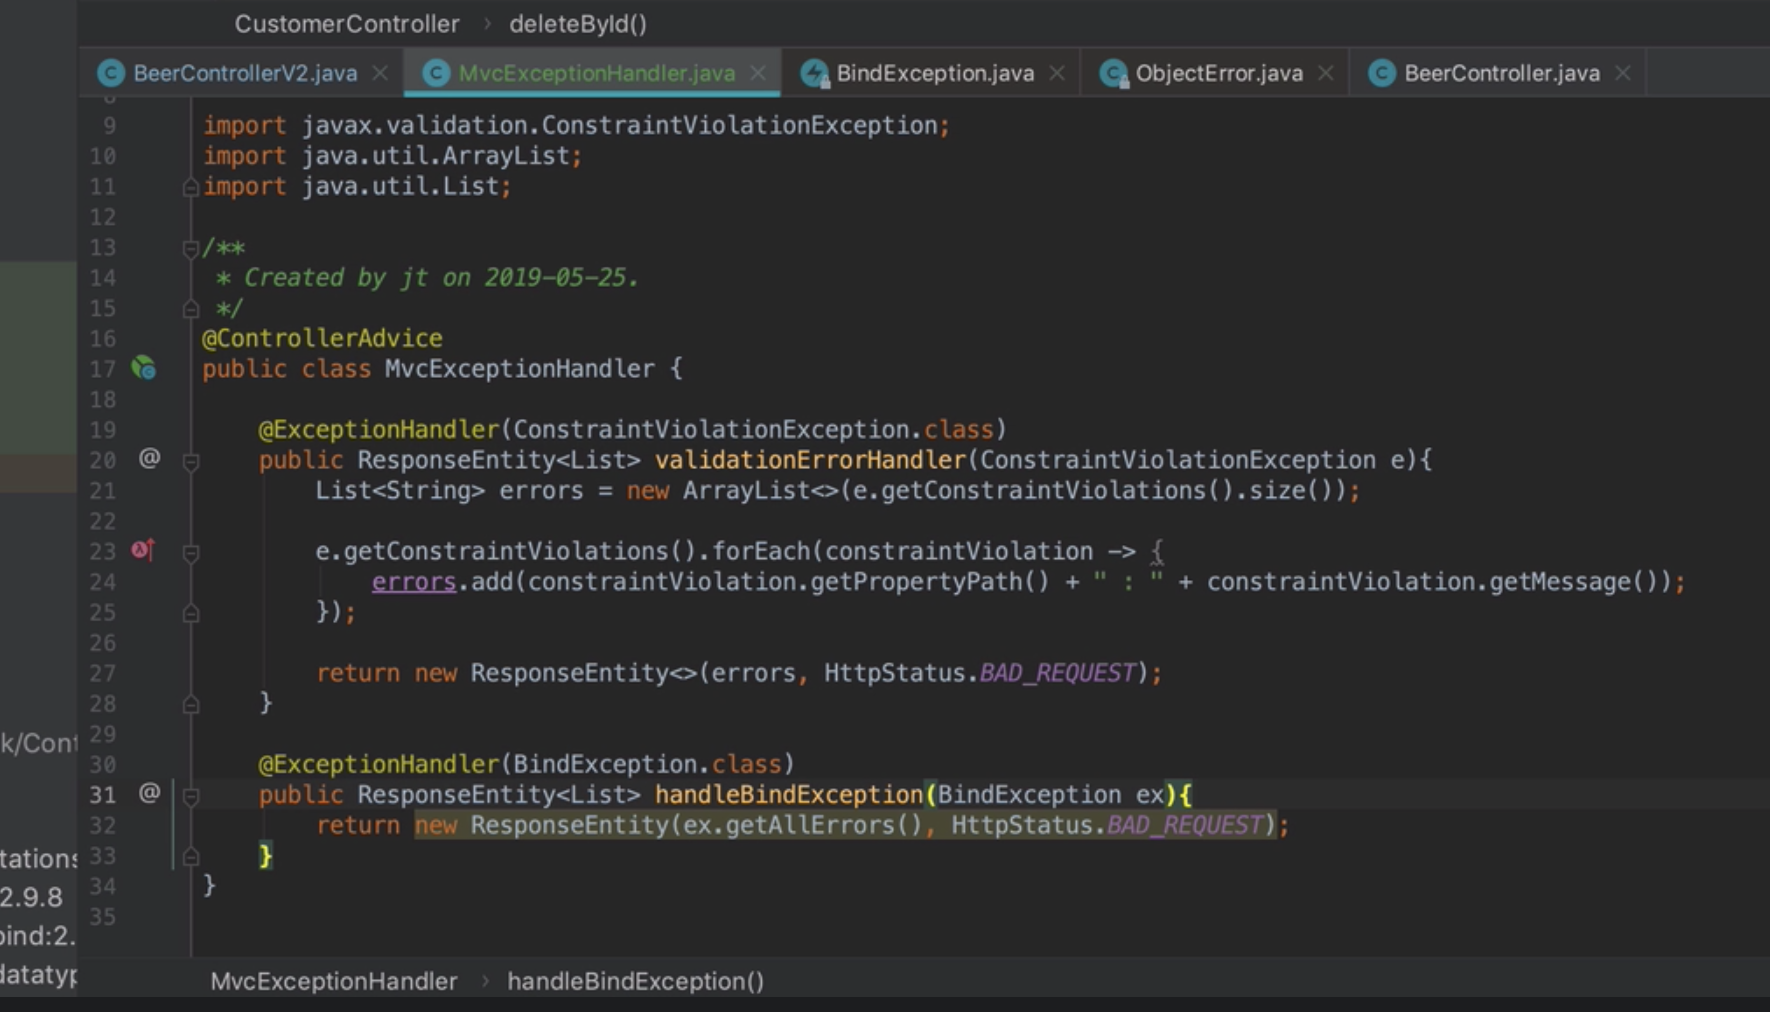 CustomerController › deleteById()
BeerControllerV2.java MvcExceptionHandler.java BindException.java ObjectError.java BeerController.java
9 import javax.validation.ConstraintViolationException;
10 import java.util.ArrayList;
11 import java.util.List;
12
13 /**
14 * Created by jt on 2019-05-25.
15 */
16 @ControllerAdvice
17 public class MvcExceptionHandler {
18
19 @ExceptionHandler(ConstraintViolationException.class)
20 @ public ResponseEntity<List> validationErrorHandler(ConstraintViolationException e){
21 List<String> errors = new ArrayList<>(e.getConstraintViolations().size());
22
23 e.getConstraintViolations().forEach(constraintViolation -> {
24 errors.add(constraintViolation.getPropertyPath() + " : " + constraintViolation.getMessage());
25 });
26
27 return new ResponseEntity<>(errors, HttpStatus.BAD_REQUEST);
28 }
29
k/Cont
30 @ExceptionHandler(BindException.class)
31 @ public ResponseEntity<List> handleBindException(BindException ex){
32 return new ResponseEntity(ex.getAllErrors(), HttpStatus.BAD_REQUEST);
tations
33 }
34 }
2.9.8
35
bind:2.
datatyp
MvcExceptionHandler › handleBindException()